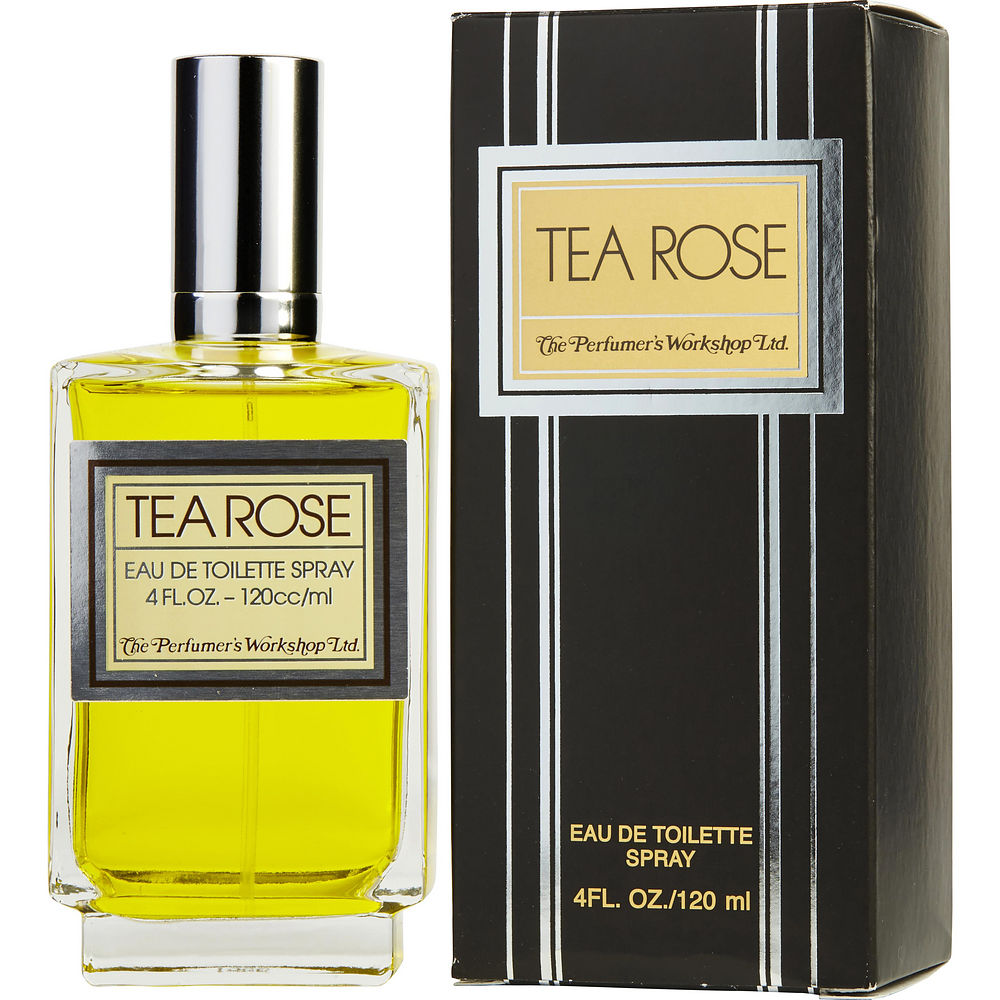 TEA ROSE
EAU DE TOILETTE SPRAY
4 FL.OZ. – 120cc/ml
The Perfumer's Workshop Ltd.
TEA ROSE
The Perfumer's Workshop Ltd.
EAU DE TOILETTE
SPRAY
4FL. OZ./120 ml